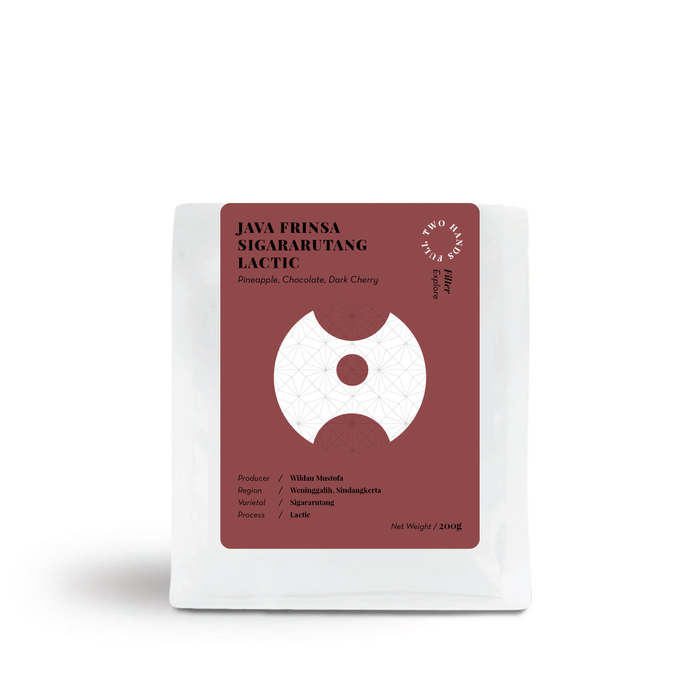 JAVA FRINSA
SIGARARUTANG
LACTIC
Pineapple, Chocolate, Dark Cherry
TWO HANDS FULL
Filter
Explore
Producer / Wildan Mustofa
Region / Weninggalih, Sindangkerta
Varietal / Sigararutang
Process / Lactic
Net Weight / 200g